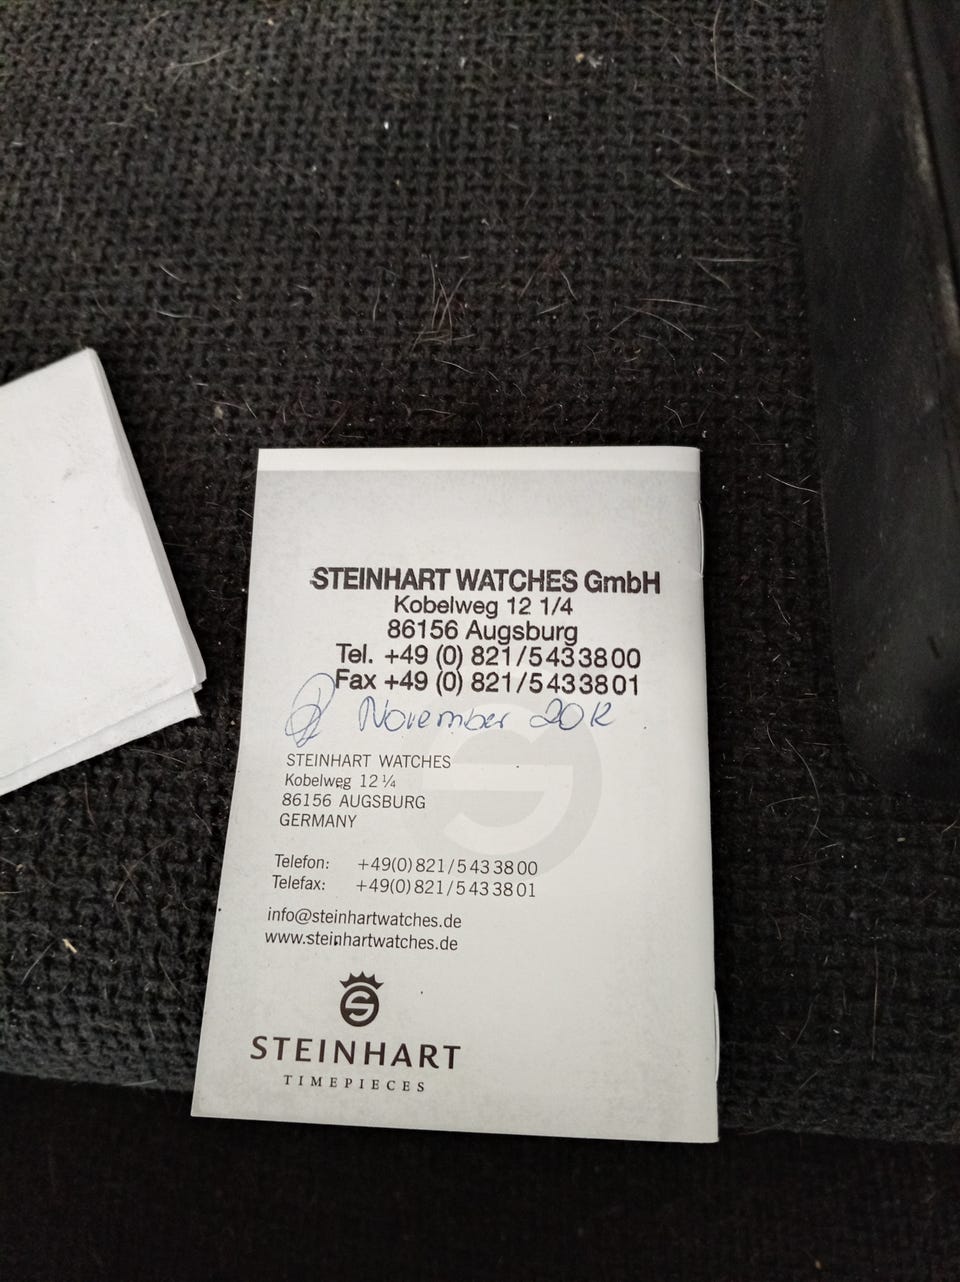 STEINHART WATCHES GmbH
Kobelweg 12 1/4
86156 Augsburg
Tel. +49 (0) 821/5433800
Fax +49 (0) 821/5433801
November 2012
STEINHART WATCHES
Kobelweg 12 ¼
86156 AUGSBURG
GERMANY
Telefon: +49(0)821/5433800
Telefax: +49(0)821/5433801
info@steinhartwatches.de
www.steinhartwatches.de
STEINHART
TIMEPIECES